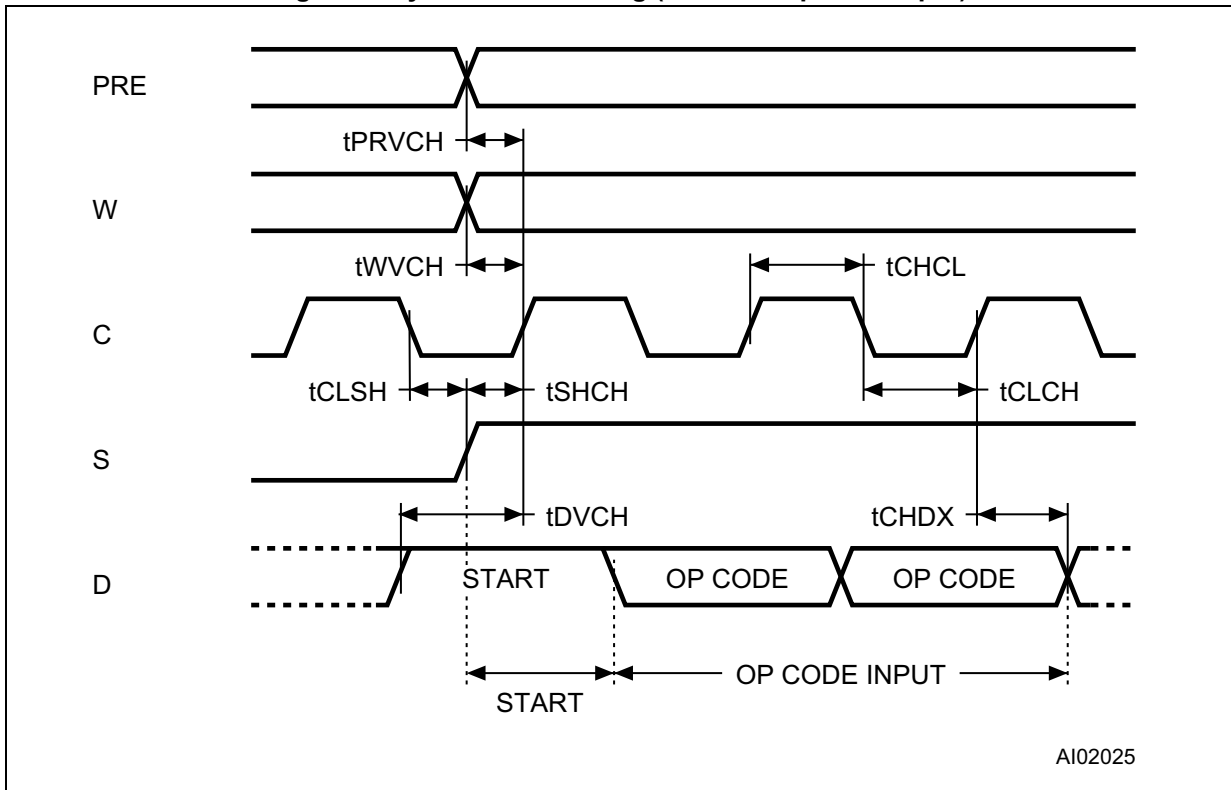 PRE
tPRVCH
W
tWVCH
tCHCL
C
tCLSH
tSHCH
tCLCH
S
tDVCH
tCHDX
D
START
OP CODE
OP CODE
OP CODE INPUT
START
AI02025